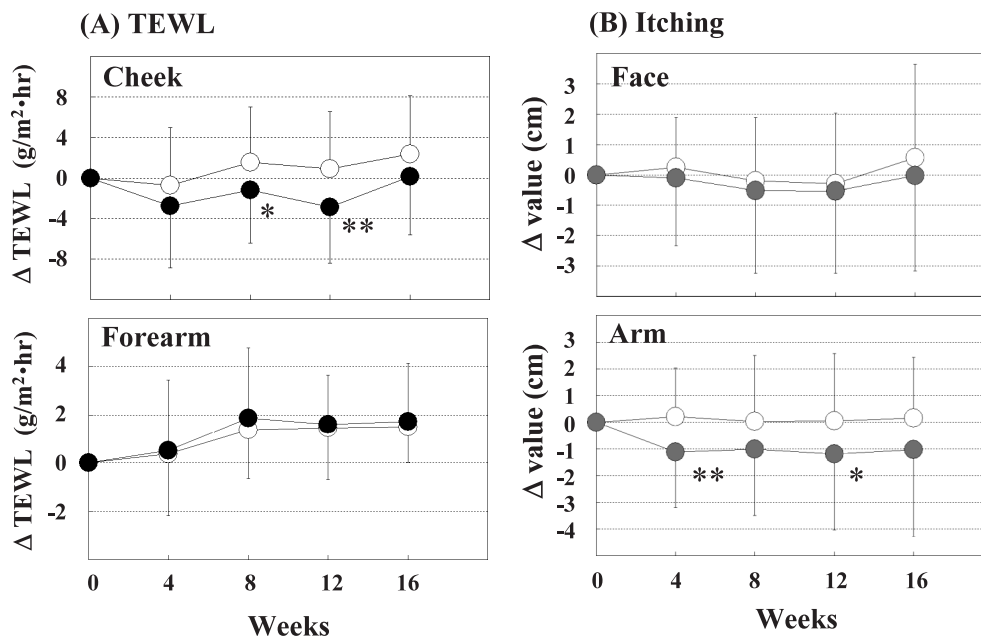 (A) TEWL
Cheek
Δ TEWL (g/m²•hr)
8
4
0
-4
-8
*
**
Forearm
Δ TEWL (g/m²•hr)
4
2
0
-2
0 4 8 12 16
Weeks
(B) Itching
Face
Δ value (cm)
3
2
1
0
-1
-2
-3
Arm
Δ value (cm)
3
2
1
0
-1
-2
-3
-4
**
*
0 4 8 12 16
Weeks